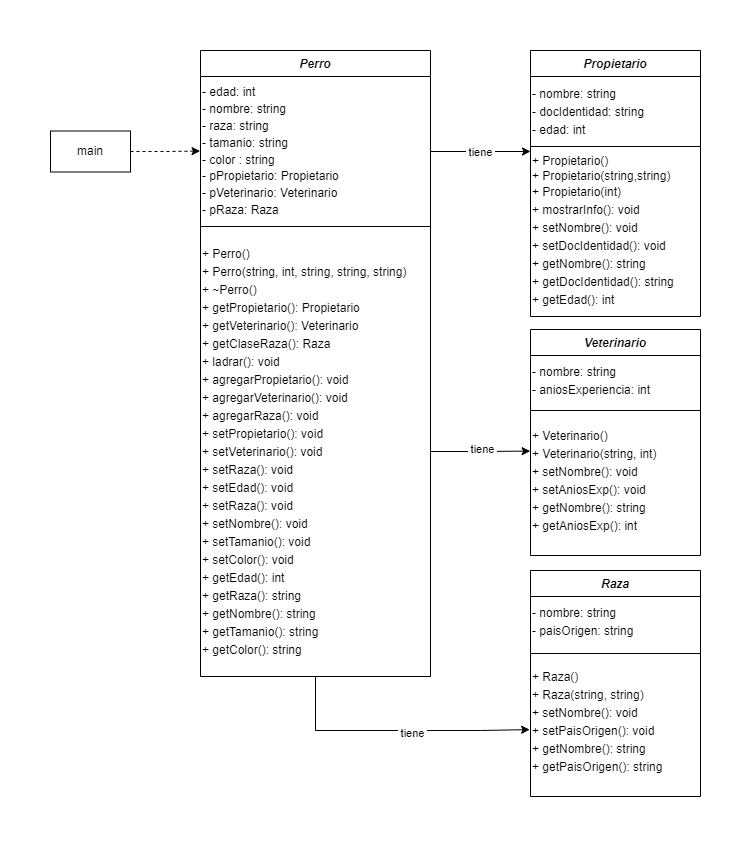 main
Perro
- edad: int
- nombre: string
- raza: string
- tamanio: string
- color : string
- pPropietario: Propietario
- pVeterinario: Veterinario
- pRaza: Raza
+ Perro()
+ Perro(string, int, string, string, string)
+ ~Perro()
+ getPropietario(): Propietario
+ getVeterinario(): Veterinario
+ getClaseRaza(): Raza
+ ladrar(): void
+ agregarPropietario(): void
+ agregarVeterinario(): void
+ agregarRaza(): void
+ setPropietario(): void
+ setVeterinario(): void
+ setRaza(): void
+ setEdad(): void
+ setRaza(): void
+ setNombre(): void
+ setTamanio(): void
+ setColor(): void
+ getEdad(): int
+ getRaza(): string
+ getNombre(): string
+ getTamanio(): string
+ getColor(): string
tiene
Propietario
- nombre: string
- docIdentidad: string
- edad: int
+ Propietario()
+ Propietario(string,string)
+ Propietario(int)
+ mostrarInfo(): void
+ setNombre(): void
+ setDocIdentidad(): void
+ getNombre(): string
+ getDocIdentidad(): string
+ getEdad(): int
tiene
Veterinario
- nombre: string
- aniosExperiencia: int
+ Veterinario()
+ Veterinario(string, int)
+ setNombre(): void
+ setAniosExp(): void
+ getNombre(): string
+ getAniosExp(): int
tiene
Raza
- nombre: string
- paisOrigen: string
+ Raza()
+ Raza(string, string)
+ setNombre(): void
+ setPaisOrigen(): void
+ getNombre(): string
+ getPaisOrigen(): string